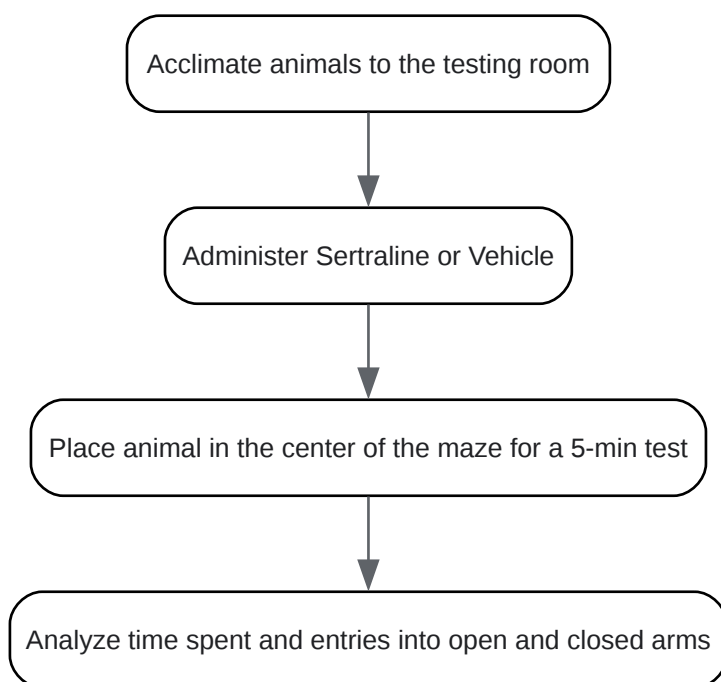 Acclimate animals to the testing room
Administer Sertraline or Vehicle
Place animal in the center of the maze for a 5-min test
Analyze time spent and entries into open and closed arms